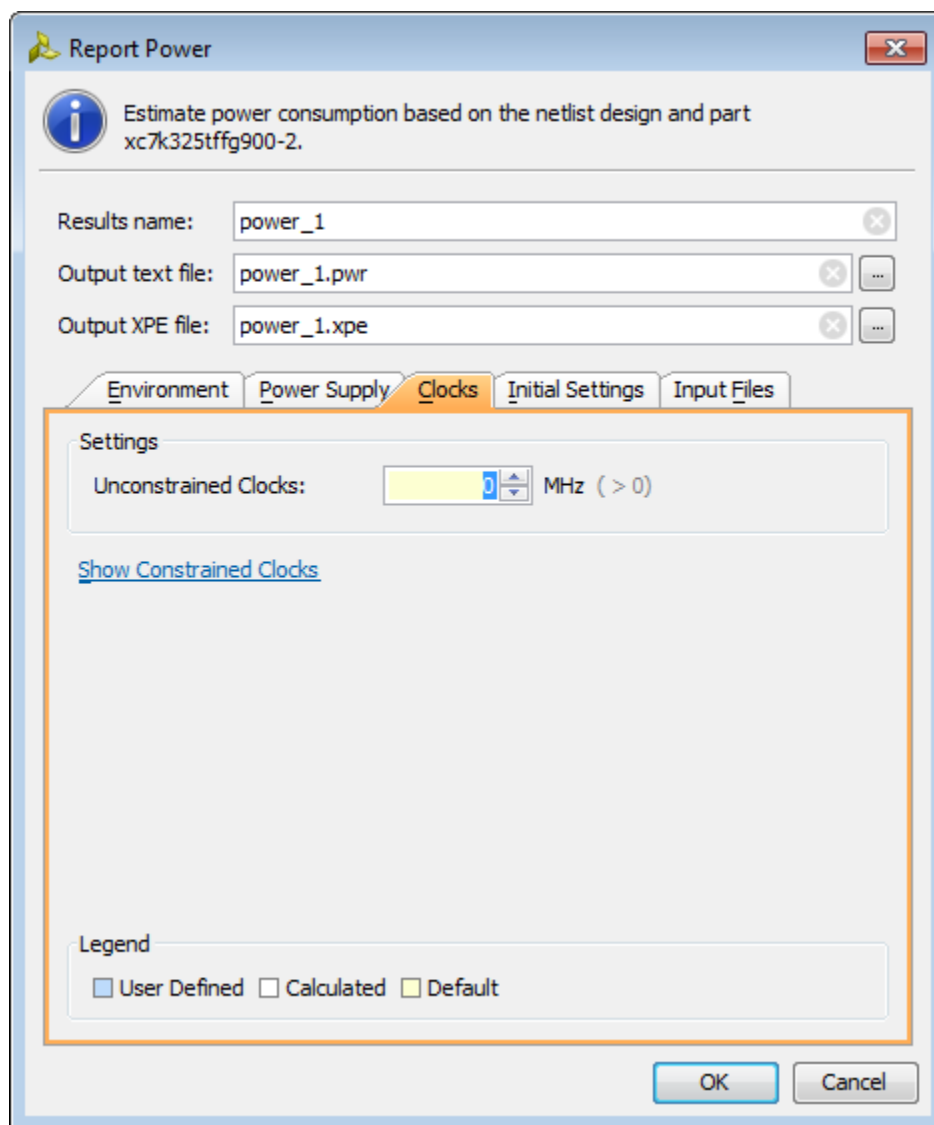 Report Power
Estimate power consumption based on the netlist design and part
xc7k325tffg900-2.
Results name: power_1
Output text file: power_1.pwr ...
Output XPE file: power_1.xpe ...
Environment Power Supply Clocks Initial Settings Input Files
Settings
Unconstrained Clocks: 0 MHz ( > 0)
Show Constrained Clocks
Legend
User Defined Calculated Default
OK Cancel